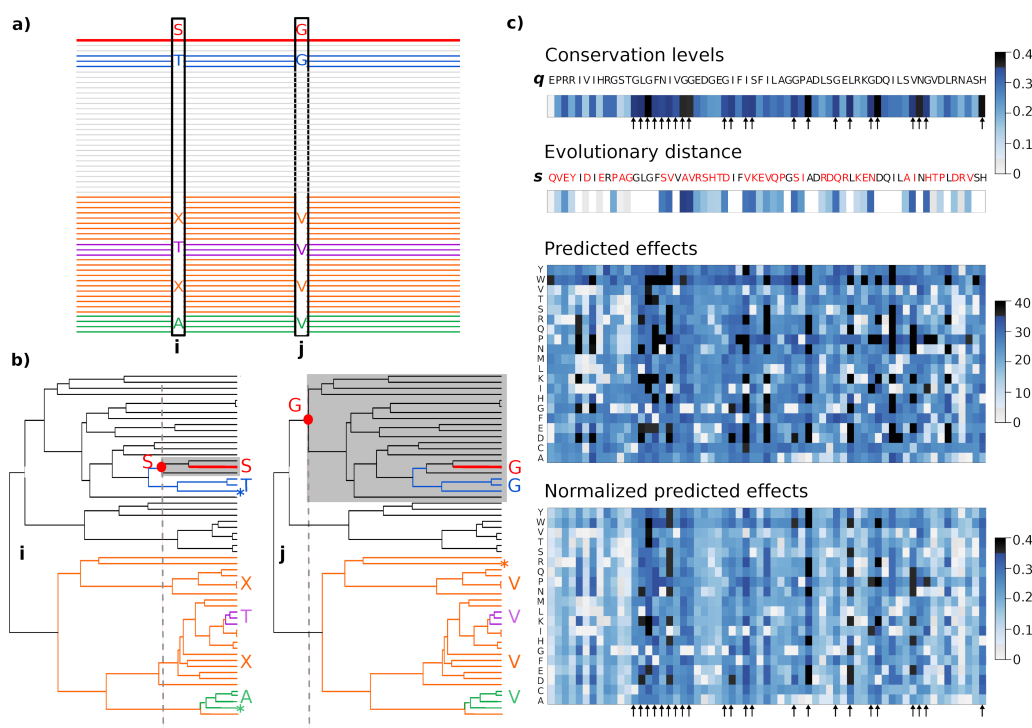 a)
S
G
T
G
X
V
T
V
X
V
A
V
i
j
b)
S
S
T
*
i
X
T
X
A
*
G
G
G
j
*
V
V
V
V
c)
Conservation levels
q EPRRIVIHRGSTGLGFNIVGGEDGEGIFISFILAGGPADLSGELRKGDQILSVNGVDLRNASH
0.4
0.3
0.2
0.1
0
Evolutionary distance
s QVEYIDIERPAGGLGFSVVAVRSHTDIFVKEVQPGSIADRDQRLKENDQILAINHTPLDRVSH
Predicted effects
Y
W
V
T
S
R
Q
P
N
M
L
K
I
H
G
F
E
D
C
A
40
30
20
10
0
Normalized predicted effects
Y
W
V
T
S
R
Q
P
N
M
L
K
I
H
G
F
E
D
C
A
0.4
0.3
0.2
0.1
0